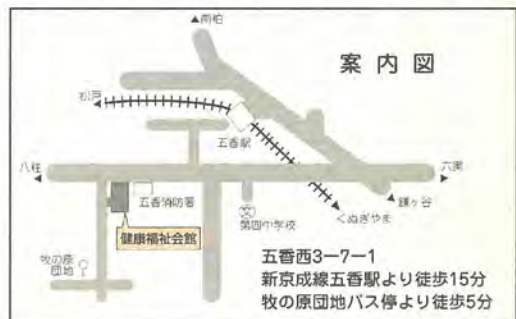 案内図
▲南柏
松戸
五香駅
八柱
六実
五香消防署
文
第四中学校
くぬぎやま
鎌ヶ谷
健康福祉会館
牧の原
団地
五香西3−7−1
新京成線五香駅より徒歩15分
牧の原団地バス停より徒歩5分